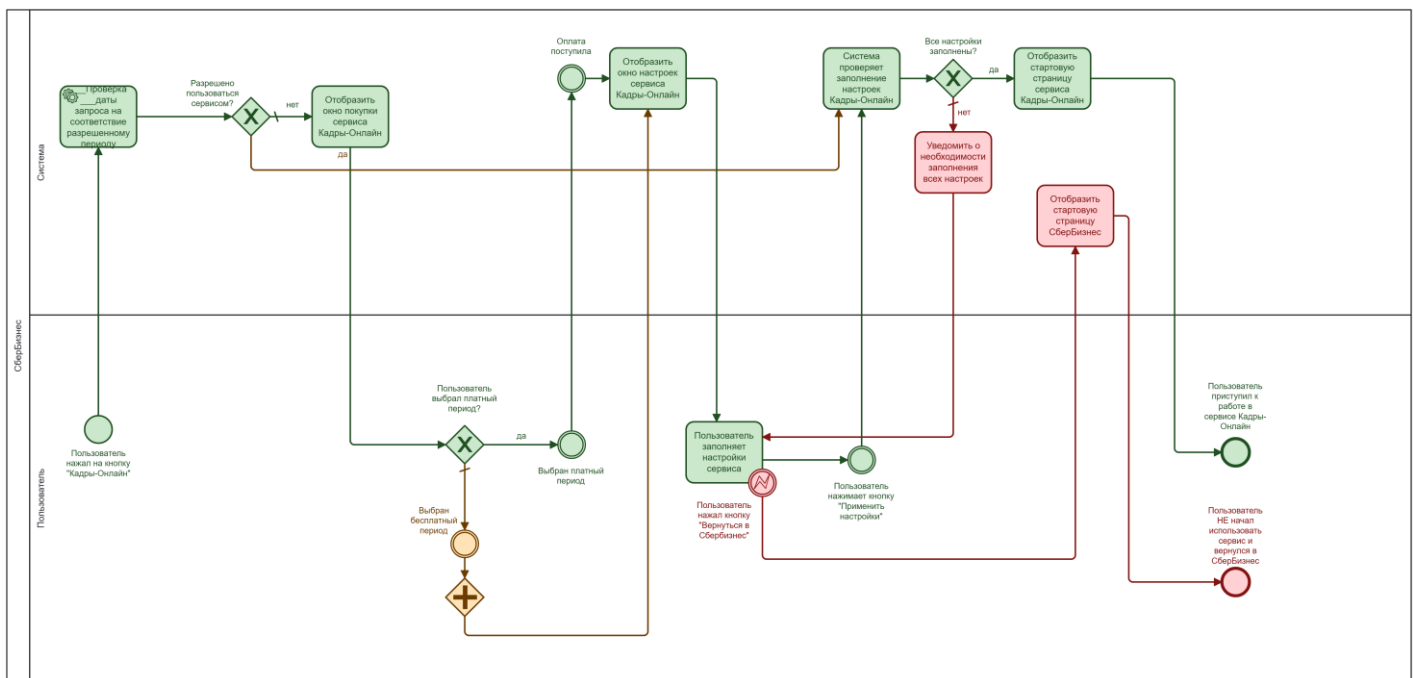 СберБизнес
Система
Пользователь
___Проверка
___даты
запроса на
соответствие
разрешенному
периоду
Разрешено
пользоваться
сервисом?
нет
да
Отобразить
окно покупки
сервиса
Кадры-Онлайн
Оплата
поступила
Отобразить
окно настроек
сервиса
Кадры-Онлайн
Система
проверяет
заполнение
настроек
Кадры-Онлайн
Все настройки
заполнены?
да
нет
Отобразить
стартовую
страницу
сервиса
Кадры-Онлайн
Уведомить о
необходимости
заполнения
всех настроек
Отобразить
стартовую
страницу
СберБизнес
Пользователь
нажал на кнопку
"Кадры-Онлайн"
Пользователь
выбрал платный
период?
да
Выбран платный
период
Выбран
бесплатный
период
Пользователь
заполняет
настройки
сервиса
Пользователь
нажал кнопку
"Вернуться в
Сбербизнес"
Пользователь
нажимает кнопку
"Применить
настройки"
Пользователь
приступил к
работе в
сервисе Кадры-
Онлайн
Пользователь
НЕ начал
использовать
сервис и
вернулся в
СберБизнес